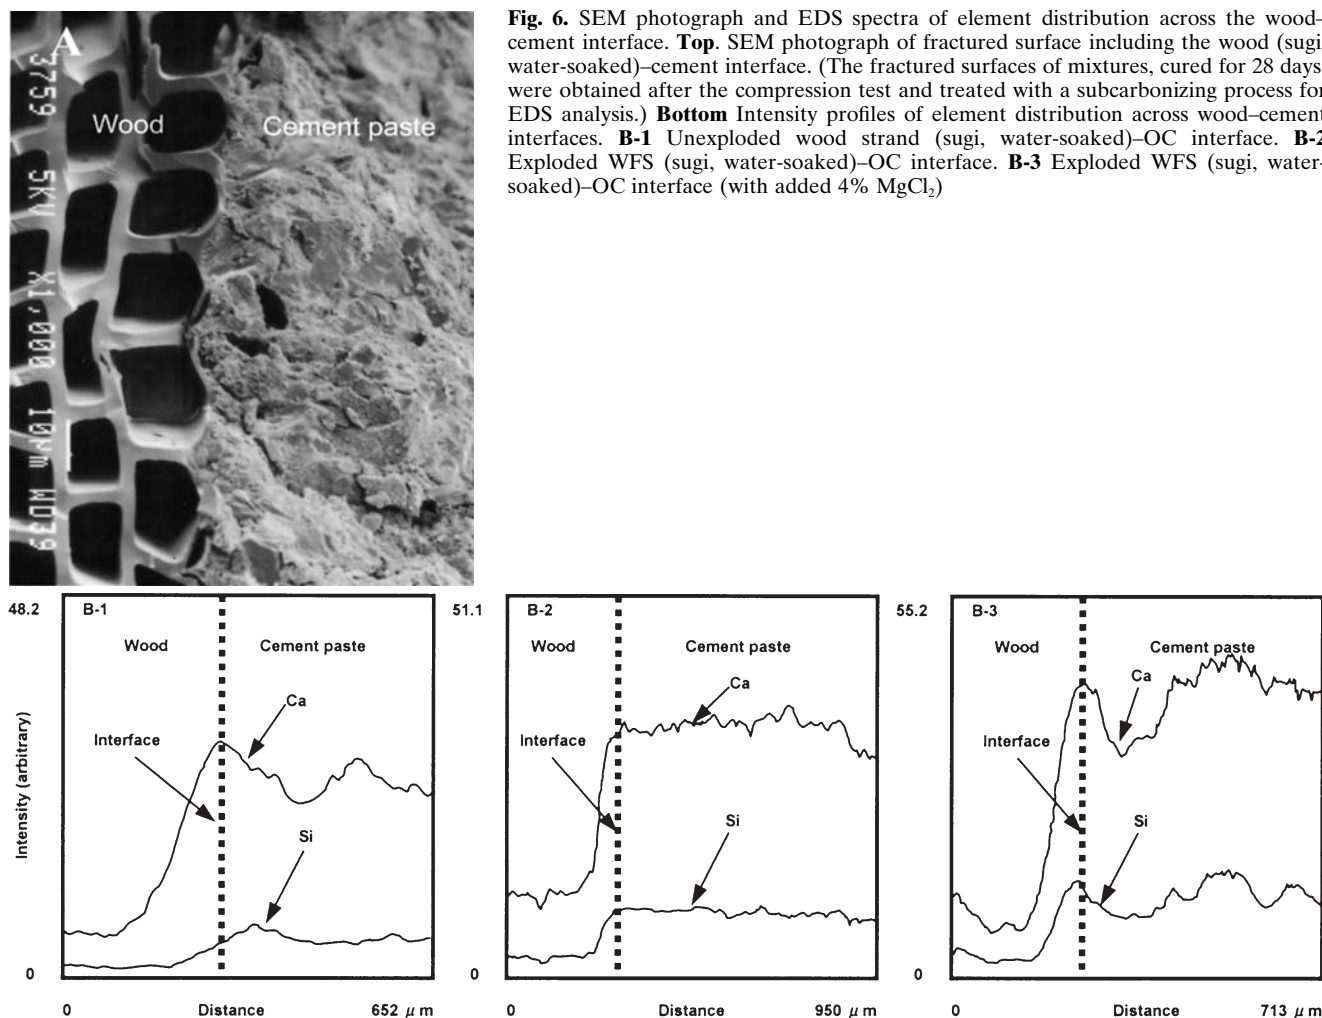 Fig. 6. SEM photograph and EDS spectra of element distribution across the wood–
cement interface. Top. SEM photograph of fractured surface including the wood (sugi,
water-soaked)–cement interface. (The fractured surfaces of mixtures, cured for 28 days,
were obtained after the compression test and treated with a subcarbonizing process for
EDS analysis.) Bottom Intensity profiles of element distribution across wood–cement
interfaces. B-1 Unexploded wood strand (sugi, water-soaked)–OC interface. B-2
Exploded WFS (sugi, water-soaked)–OC interface. B-3 Exploded WFS (sugi, water-
soaked)–OC interface (with added 4% MgCl₂)
A
Wood
Cement paste
3759 5KV X1,000 10µm WD39
48.2
B-1
Wood
Cement paste
Ca
Interface
Si
Intensity (arbitrary)
0
0
Distance
652 µ m
51.1
B-2
Wood
Cement paste
Ca
Interface
Si
0
0
Distance
950 µ m
55.2
B-3
Wood
Cement paste
Ca
Interface
Si
0
0
Distance
713 µ m